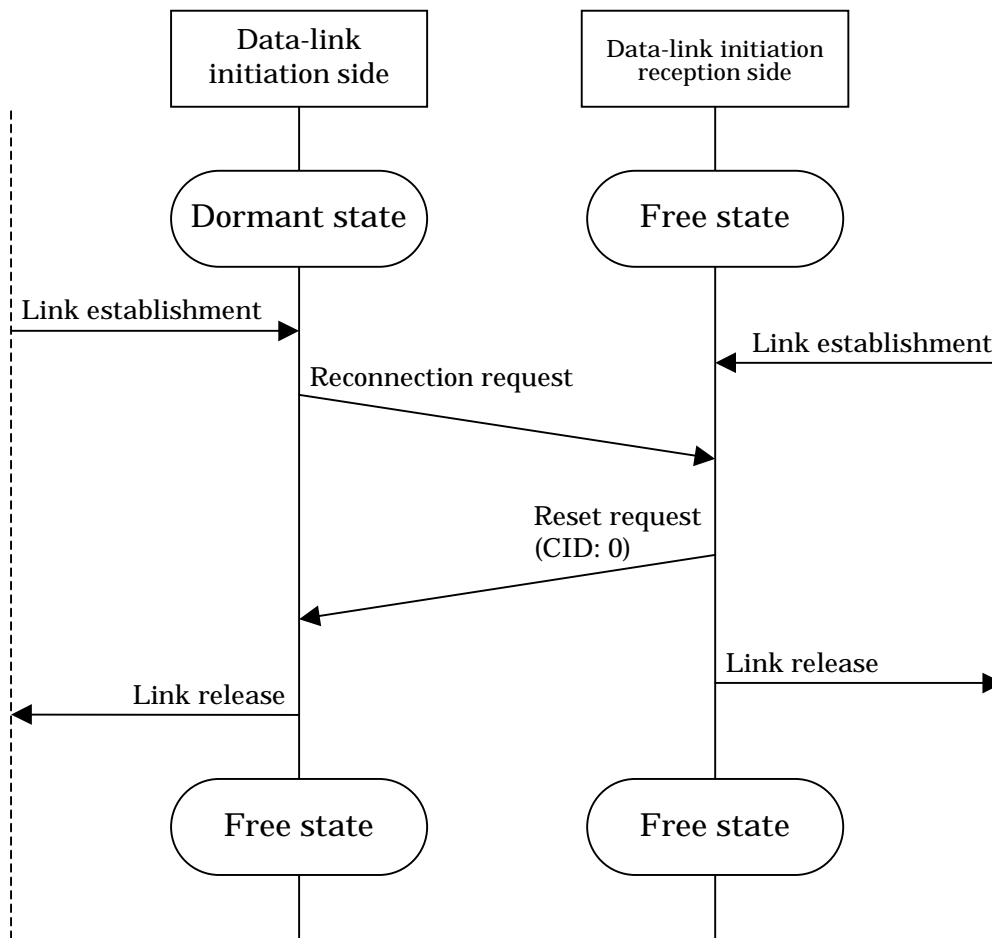 Data-link
initiation side
Data-link initiation
reception side
Dormant state
Free state
Link establishment
Link establishment
Reconnection request
Reset request
(CID: 0)
Link release
Link release
Free state
Free state